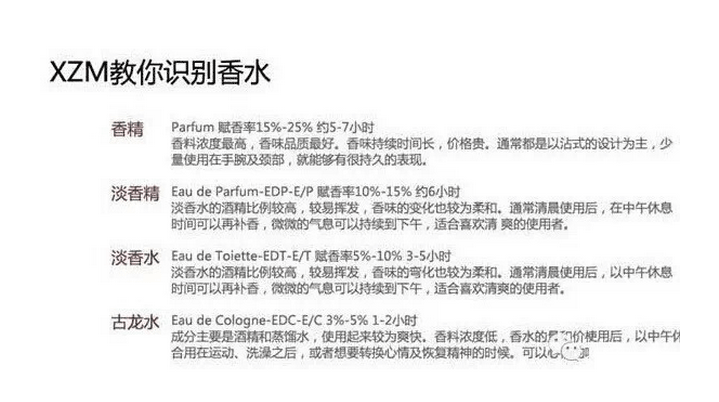 XZM教你识别香水
香精 Parfum 赋香率15%-25% 约5-7小时
香料浓度最高，香味品质最好。香味持续时间长，价格贵。通常都是以沾式的设计为主，少
量使用在手腕及颈部，就能够有很持久的表现。
淡香精 Eau de Parfum-EDP-E/P 赋香率10%-15% 约6小时
淡香水的酒精比例较高，较易挥发，香味的变化也较为柔和。通常清晨使用后，在中午休息
时间可以再补香，微微的气息可以持续到下午，适合喜欢清 爽的使用者。
淡香水 Eau de Toiette-EDT-E/T 赋香率5%-10% 3-5小时
淡香水的酒精比例较高，较易挥发，香味的弯化也较为柔和。通常清晨使用后，以中午休息
时间可以再补香，微微的气息可以持续到下午，适合喜欢清爽的使用者。
古龙水 Eau de Cologne-EDC-E/C 3%-5% 1-2小时
成分主要是酒精和蒸馏水，使用起来较为爽快。香料浓度低，香水的 使用后，以中午休
合用在运动、洗澡之后，或者想要转换心情及恢复精神的时候。可以